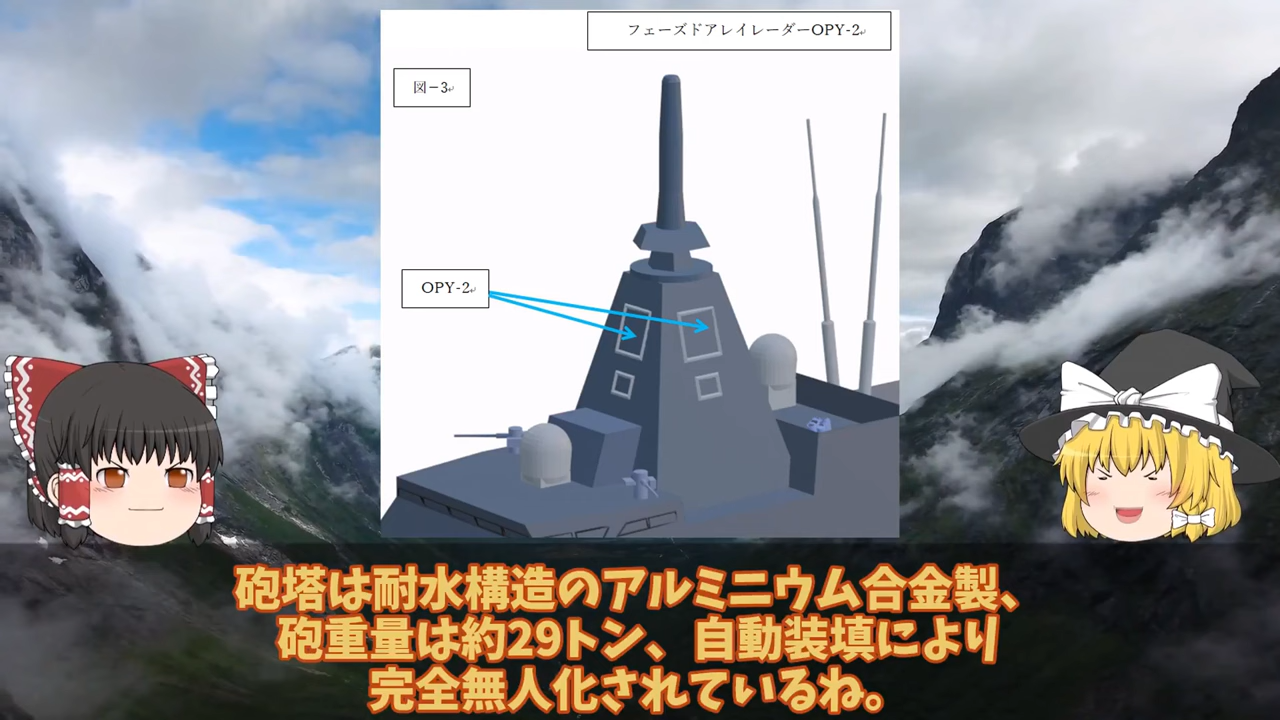 フェーズドアレイレーダーOPY-2
図－3
OPY-2
砲塔は耐水構造のアルミニウム合金製、
砲重量は約29トン、自動装填により
完全無人化されているね。